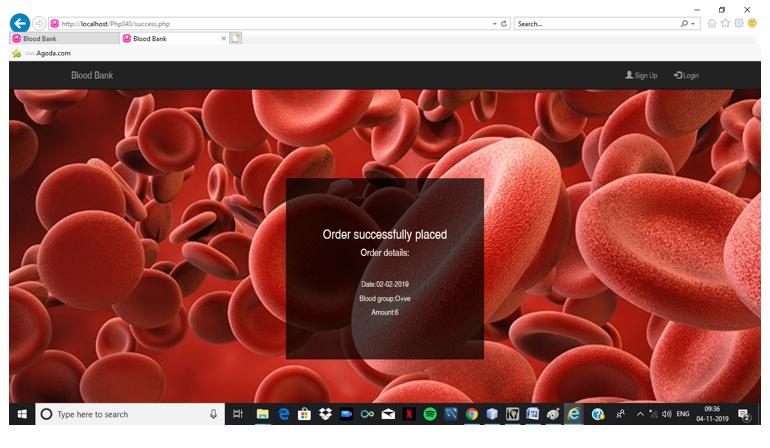 http://localhost/Php040/success.php
Search...
Blood Bank
Blood Bank
Agoda.com
Blood Bank
Sign Up
Login
Order successfully placed
Order details:
Date:02-02-2019
Blood group:O+ve
Amount:6
Type here to search
ENG
09:36
04-11-2019